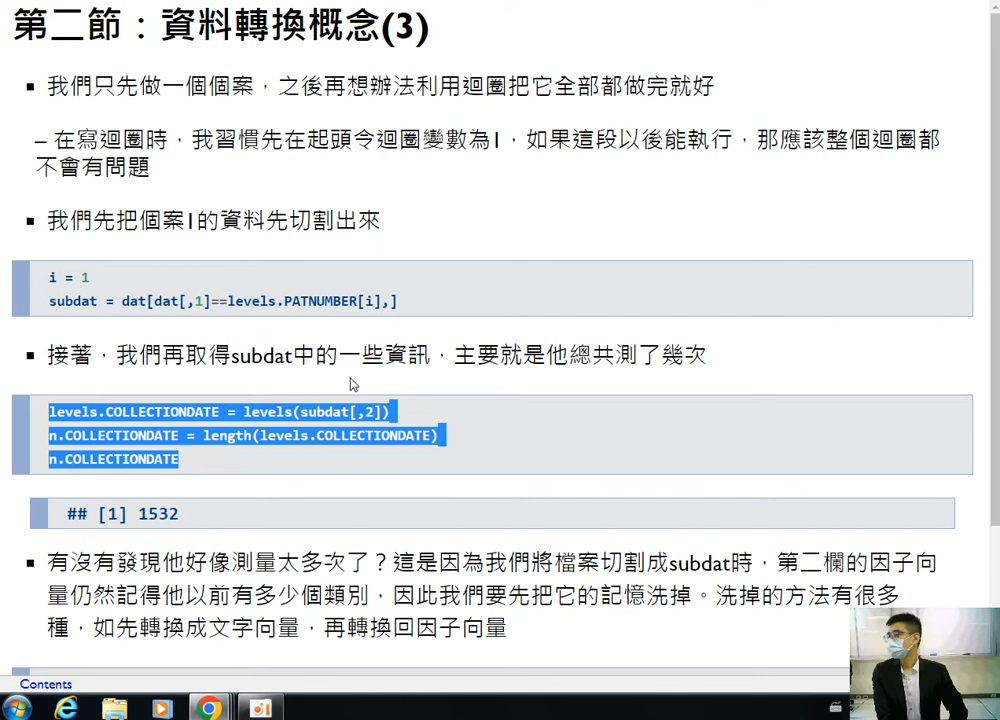 第二節：資料轉換概念(3)
▪ 我們只先做一個個案，之後再想辦法利用迴圈把它全部都做完就好
– 在寫迴圈時，我習慣先在起頭令迴圈變數為1，如果這段以後能執行，那應該整個迴圈都
不會有問題
▪ 我們先把個案1的資料先切割出來
i = 1
subdat = dat[dat[,1]==levels.PATNUMBER[i],]
▪ 接著，我們再取得subdat中的一些資訊，主要就是他總共測了幾次
levels.COLLECTIONDATE = levels(subdat[,2])
n.COLLECTIONDATE = length(levels.COLLECTIONDATE)
n.COLLECTIONDATE
## [1] 1532
▪ 有沒有發現他好像測量太多次了？這是因為我們將檔案切割成subdat時，第二欄的因子向
量仍然記得他以前有多少個類別，因此我們要先把它的記憶洗掉。洗掉的方法有很多
種，如先轉換成文字向量，再轉換回因子向量
Contents